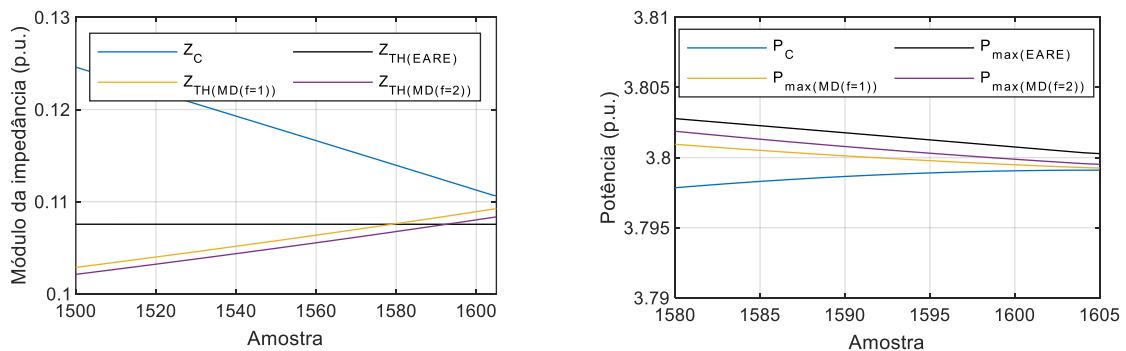 Módulo da impedância (p.u.)
0.13
0.12
0.11
0.1
Z_C
Z_TH(EARE)
Z_TH(MD(f=1))
Z_TH(MD(f=2))
1500 1520 1540 1560 1580 1600
Amostra
Potência (p.u.)
3.81
3.805
3.8
3.795
3.79
P_C
P_max(EARE)
P_max(MD(f=1))
P_max(MD(f=2))
1580 1585 1590 1595 1600 1605
Amostra